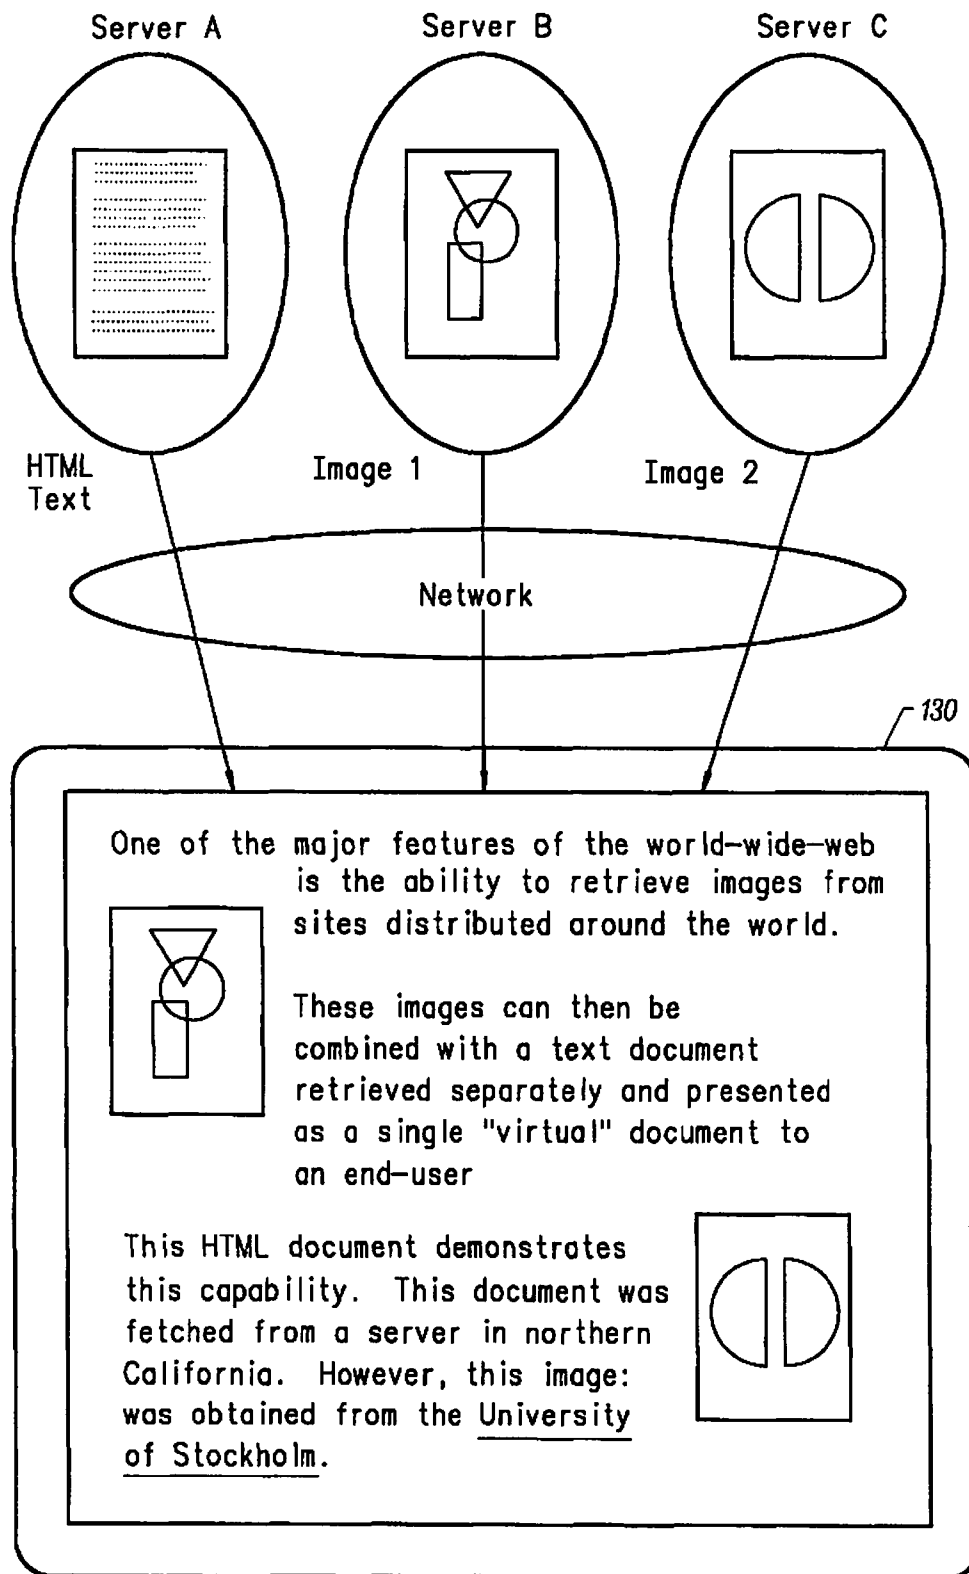 Server A
Server B
Server C
HTML
Text
Image 1
Image 2
Network
130
One of the major features of the world-wide-web
is the ability to retrieve images from
sites distributed around the world.
These images can then be
combined with a text document
retrieved separately and presented
as a single "virtual" document to
an end-user
This HTML document demonstrates
this capability. This document was
fetched from a server in northern
California. However, this image:
was obtained from the University
of Stockholm.